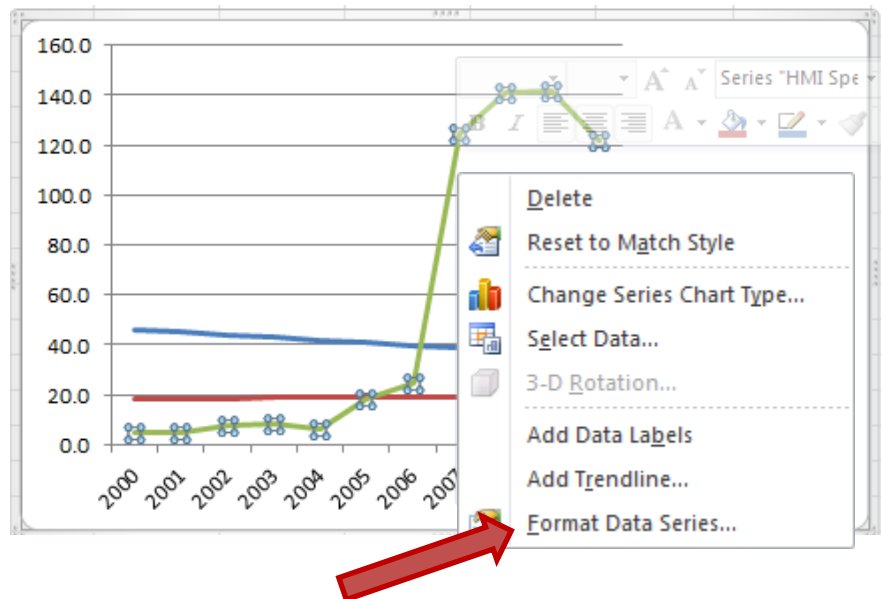 160.0
140.0
120.0
100.0
80.0
60.0
40.0
20.0
0.0
2000
2001
2002
2003
2004
2005
2006
A A Series "HMI Spe
B I A
Delete
Reset to Match Style
Change Series Chart Type...
Select Data...
3-D Rotation...
Add Data Labels
Add Trendline...
Format Data Series...